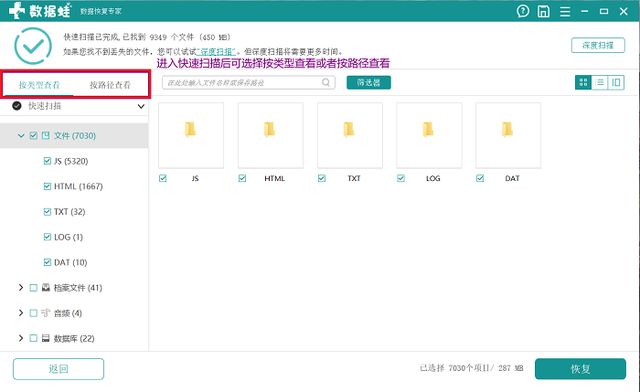 数据蛙 数据恢复专家
快速扫描已完成,已找到 9349 个文件 (450 MB)
如果您找不到丢失的文件, 您可以试试"深度扫描"。但深度扫描将需要更多时间。
深度扫描
进入快速扫描后可选择按类型查看或者按路径查看
按类型查看 按路径查看
在此处输入文件名称或保存路径
筛选器
快速扫描
文件 (7030)
JS (5320)
HTML (1667)
TXT (32)
LOG (1)
DAT (10)
档案文件 (41)
音频 (4)
数据库 (22)
JS HTML TXT LOG DAT
返回
已选择 7030个项目/ 287 MB
恢复